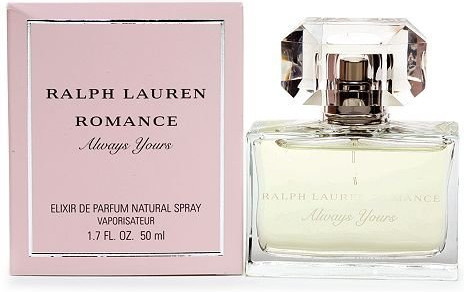 RALPH LAUREN
ROMANCE
Always Yours
ELIXIR DE PARFUM NATURAL SPRAY
VAPORISATEUR
1.7 FL. OZ. 50 ml
RALPH LAUREN ROMANCE
Always Yours